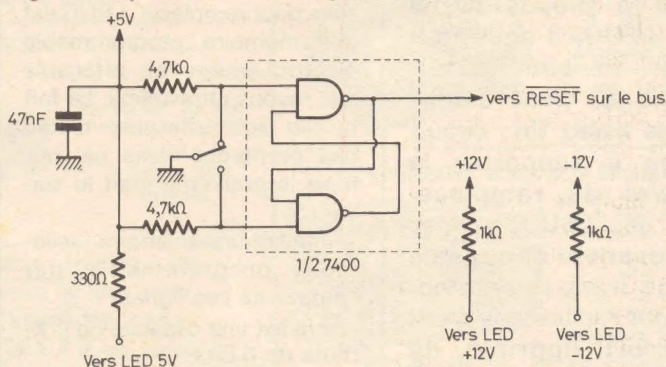 +5V
4,7kΩ
47nF
vers RESET sur le bus
+12V
-12V
4,7kΩ
1kΩ
1kΩ
1/2 7400
330Ω
Vers LED 5V
Vers LED
+12V
Vers LED
-12V